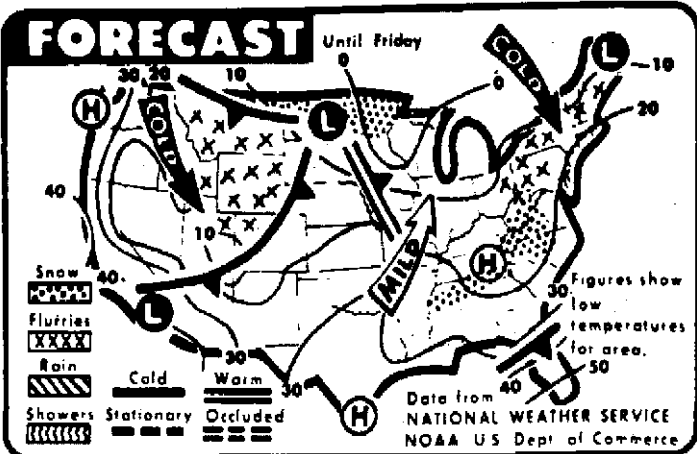 FORECAST
Until Friday
30 20 10 0 0 -10
H COLD L COLD L
20
40
10
MILD H
Snow
40
L
Flurries
Rain
Showers
Cold Warm
Stationary Occluded
30 30
H
30 Figures show
low
temperatures
for area.
40 50
Data from
NATIONAL WEATHER SERVICE
NOAA US Dept of Commerce